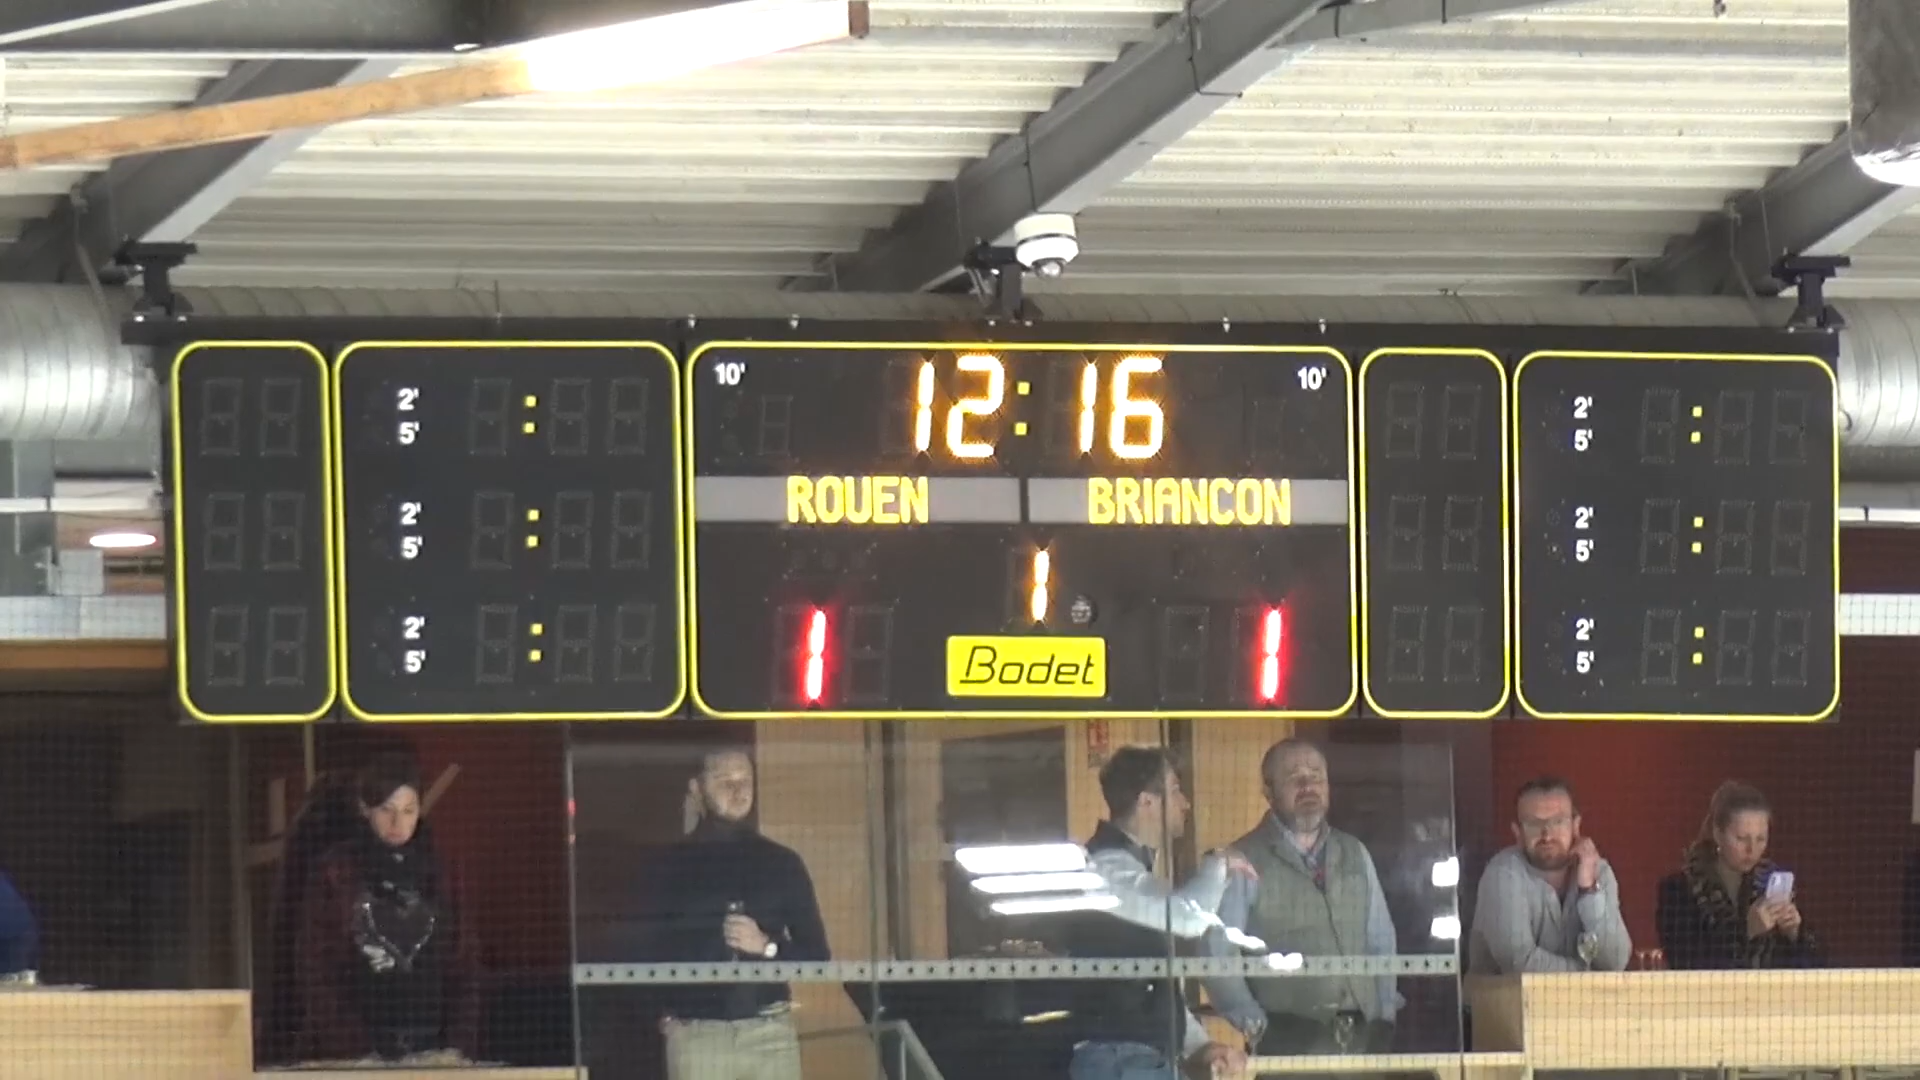 10' 12:16 10'
2' : 2' :
5' 5'
ROUEN BRIANCON
2' : 2' :
5' 5'
1
1 1
Bodet
2' : 2' :
5' 5'